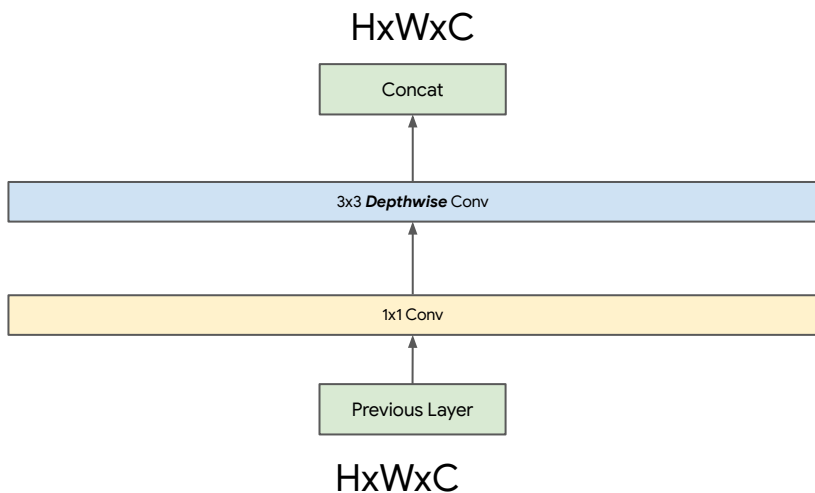 HxWxC
Concat
3x3 Depthwise Conv
1x1 Conv
Previous Layer
HxWxC